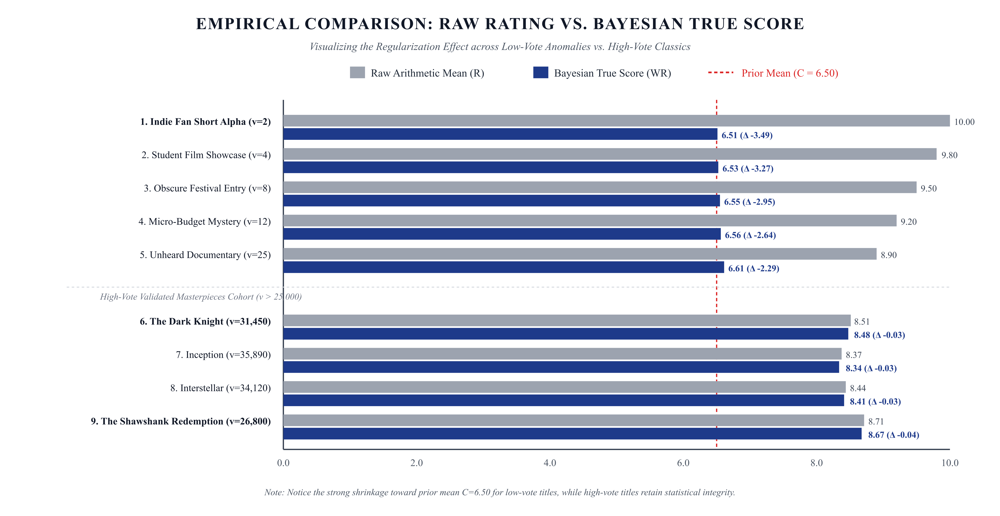 EMPIRICAL COMPARISON: RAW RATING VS. BAYESIAN TRUE SCORE
Visualizing the Regularization Effect across Low-Vote Anomalies vs. High-Vote Classics
Raw Arithmetic Mean (R) Bayesian True Score (WR) Prior Mean (C = 6.50)
1. Indie Fan Short Alpha (v=2) 10.00
6.51 (Δ -3.49)
2. Student Film Showcase (v=4) 9.80
6.53 (Δ -3.27)
3. Obscure Festival Entry (v=8) 9.50
6.55 (Δ -2.95)
4. Micro-Budget Mystery (v=12) 9.20
6.56 (Δ -2.64)
5. Unheard Documentary (v=25) 8.90
6.61 (Δ -2.29)
High-Vote Validated Masterpieces Cohort (v > 25,000)
6. The Dark Knight (v=31,450) 8.51
8.48 (Δ -0.03)
7. Inception (v=35,890) 8.37
8.34 (Δ -0.03)
8. Interstellar (v=34,120) 8.44
8.41 (Δ -0.03)
9. The Shawshank Redemption (v=26,800) 8.71
8.67 (Δ -0.04)
0.0 2.0 4.0 6.0 8.0 10.0
Note: Notice the strong shrinkage toward prior mean C=6.50 for low-vote titles, while high-vote titles retain statistical integrity.